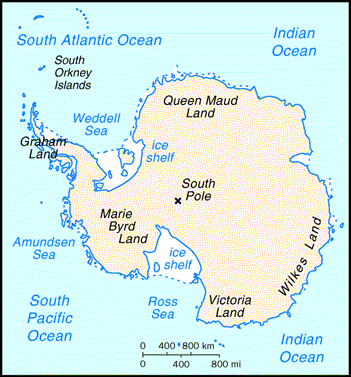 South Atlantic Ocean
Indian
Ocean
South
Orkney
Islands
Weddell
Sea
Queen Maud
Land
Graham
Land
ice
shelf
South
Pole
Marie
Byrd
Land
Amundsen
Sea
ice
shelf
Wilkes Land
South
Pacific
Ocean
Ross
Sea
Victoria
Land
Indian
Ocean
0 400 800 km
0 400 800 mi